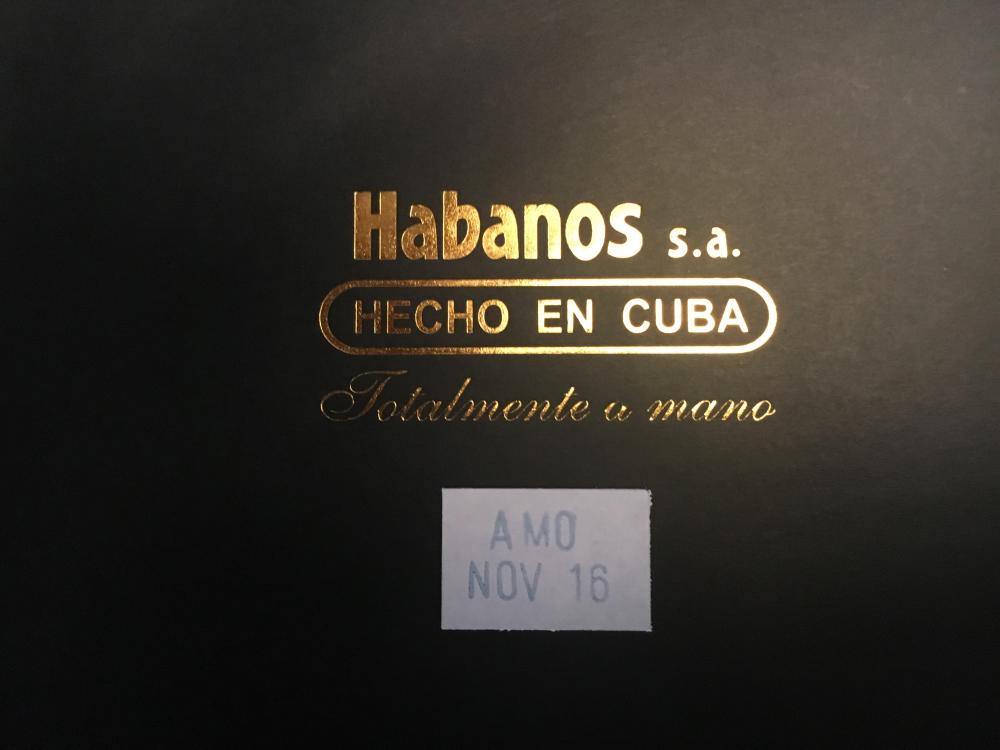 Habanos s.a.
HECHO EN CUBA
Totalmente a mano
AMO
NOV 16